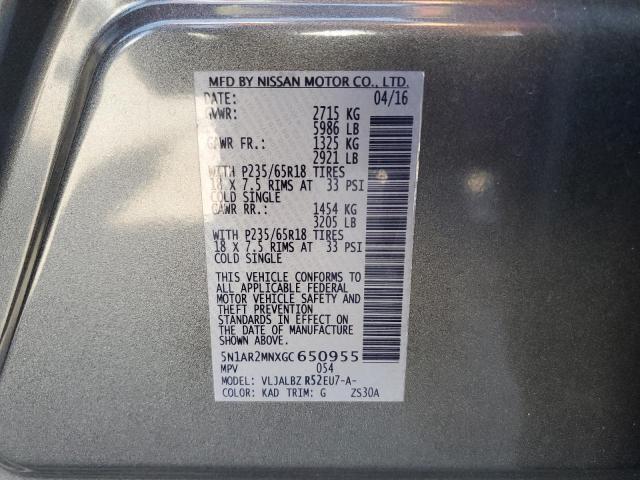 MFD BY NISSAN MOTOR CO., LTD.
DATE: 04/16
GVWR: 2715 KG
5986 LB
GAWR FR.: 1325 KG
2921 LB
WITH P235/65R18 TIRES
18 X 7.5 RIMS AT 33 PSI
COLD SINGLE
GAWR RR.: 1454 KG
3205 LB
WITH P235/65R18 TIRES
18 X 7.5 RIMS AT 33 PSI
COLD SINGLE
THIS VEHICLE CONFORMS TO
ALL APPLICABLE FEDERAL
MOTOR VEHICLE SAFETY AND
THEFT PREVENTION
STANDARDS IN EFFECT ON
THE DATE OF MANUFACTURE
SHOWN ABOVE.
5N1AR2MNXGC650955
MPV 054
MODEL: VLJALBZ R52EU7-A-
COLOR: KAD TRIM: G ZS30A